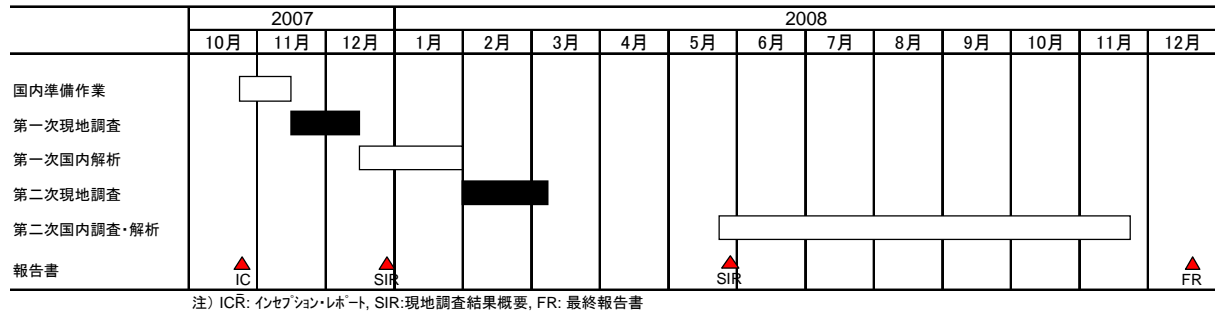 2007 2008
10月 11月 12月 1月 2月 3月 4月 5月 6月 7月 8月 9月 10月 11月 12月
国内準備作業
第一次現地調査
第一次国内解析
第二次現地調査
第二次国内調査・解析
報告書 IC SIR SIR FR
注) ICR: インセプション・レポート, SIR:現地調査結果概要, FR: 最終報告書